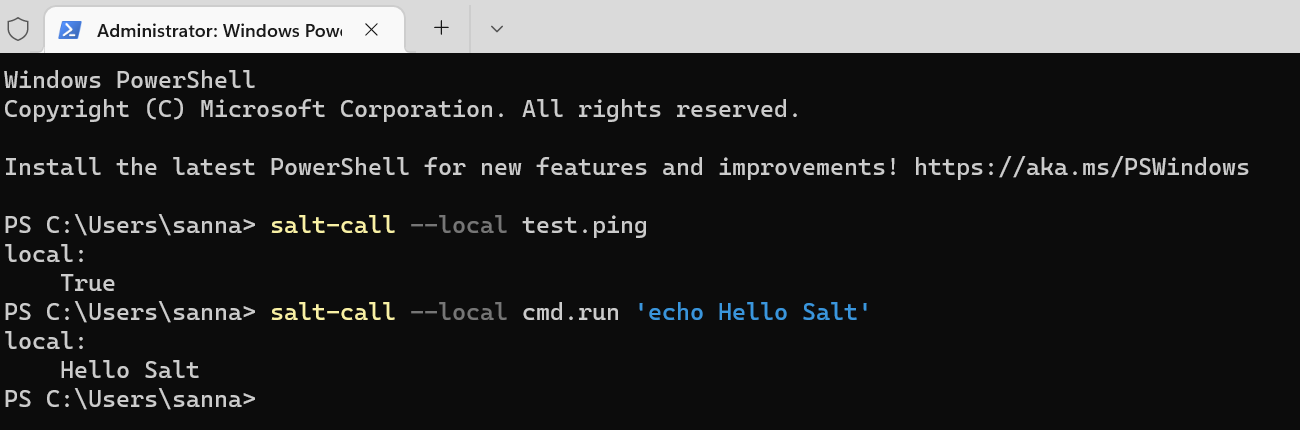 Administrator: Windows Pow
Windows PowerShell
Copyright (C) Microsoft Corporation. All rights reserved.
Install the latest PowerShell for new features and improvements! https://aka.ms/PSWindows
PS C:\Users\sanna> salt-call --local test.ping
local:
    True
PS C:\Users\sanna> salt-call --local cmd.run 'echo Hello Salt'
local:
    Hello Salt
PS C:\Users\sanna>